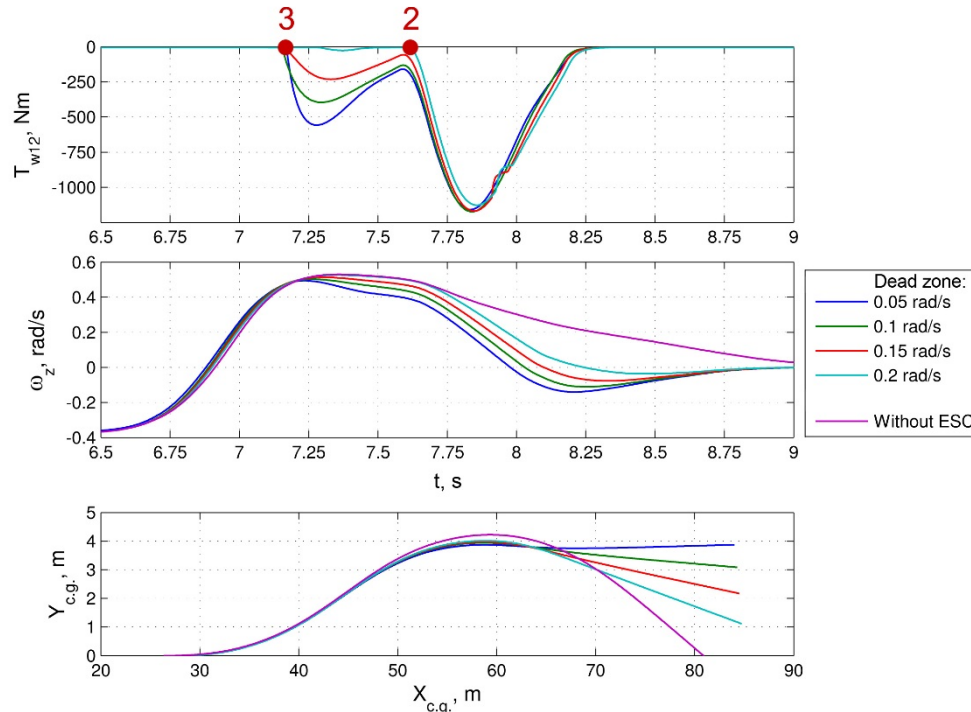 3 2
0
-250
-500
-750
-1000
T_w12, Nm
6.5 6.75 7 7.25 7.5 7.75 8 8.25 8.5 8.75 9
0.6
0.4
0.2
0
-0.2
-0.4
ω_z, rad/s
6.5 6.75 7 7.25 7.5 7.75 8 8.25 8.5 8.75 9
t, s
Dead zone:
0.05 rad/s
0.1 rad/s
0.15 rad/s
0.2 rad/s
Without ESC
5
4
3
2
1
0
Y_c.g., m
20 30 40 50 60 70 80 90
X_c.g., m